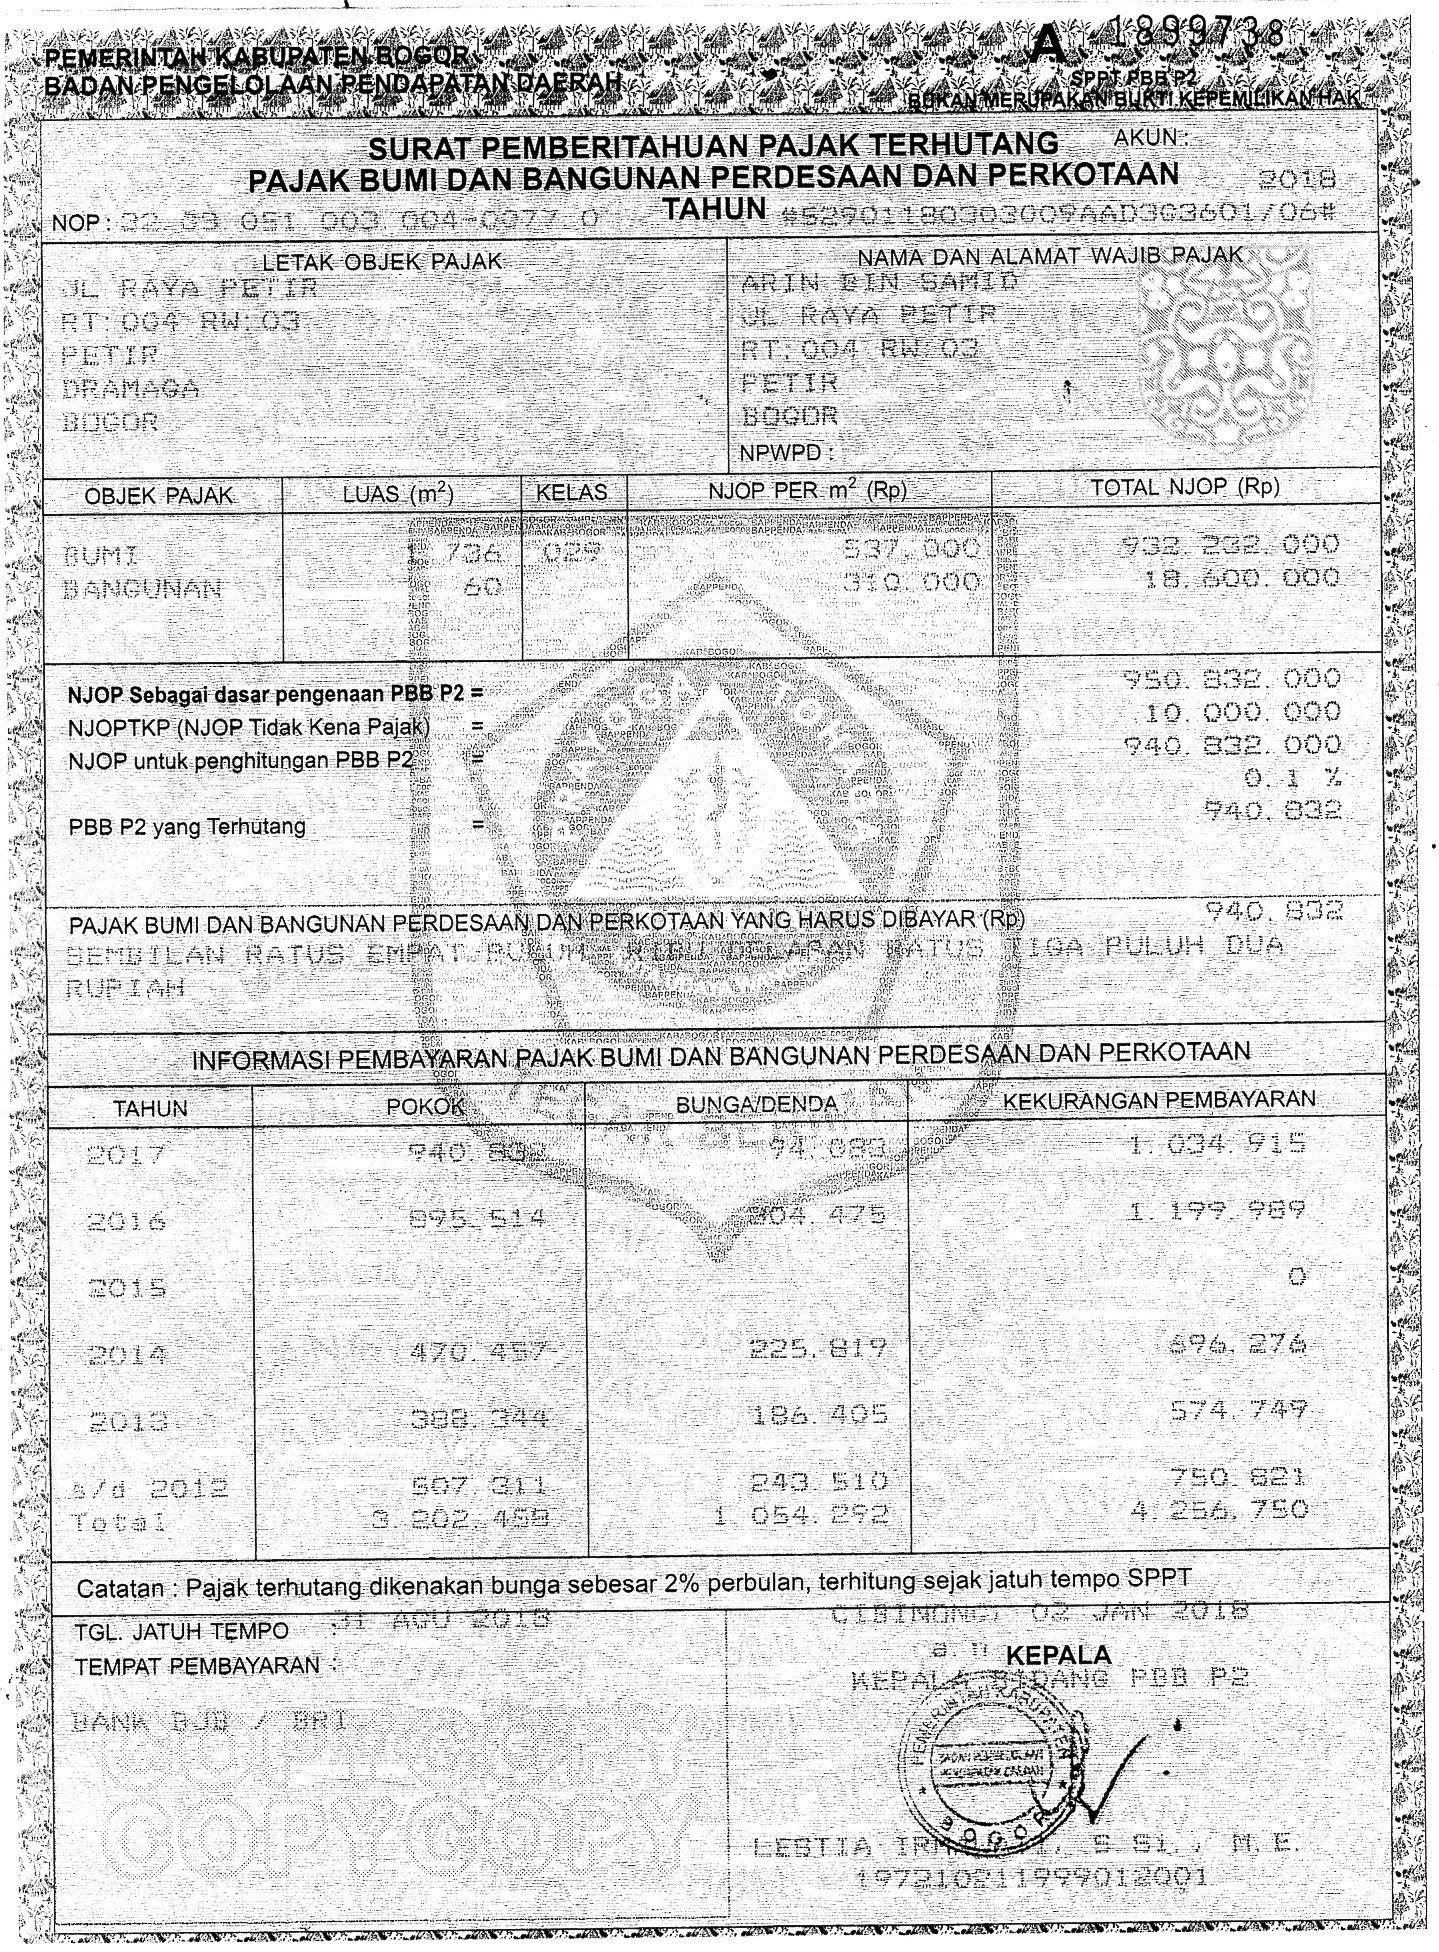 PEMERINTAH KABUPATEN BOGOR
BADAN PENGELOLAAN PENDAPATAN DAERAH
A 1899738
SPPT PBB P2
BUKAN MERUPAKAN BUKTI KEPEMILIKAN HAK
SURAT PEMBERITAHUAN PAJAK TERHUTANG
AKUN :
PAJAK BUMI DAN BANGUNAN PERDESAAN DAN PERKOTAAN
2018
NOP : 32 03 051 003 004-0077 0
TAHUN #52901180303009AAD3G3601/06#
LETAK OBJEK PAJAK
JL RAYA PETIR
RT: 004 RW: 03
PETIR
DRAMAGA
BOGOR
NAMA DAN ALAMAT WAJIB PAJAK
ARIN BIN SAMID
JL RAYA PETIR
RT: 004 RW: 03
PETIR
BOGOR
NPWPD :
OBJEK PAJAK LUAS (m²) KELAS NJOP PER m² (Rp) TOTAL NJOP (Rp)
BUMI 736 029 537.000 932.232.000
BANGUNAN 60 310.000 18.600.000
NJOP Sebagai dasar pengenaan PBB P2 = 950.832.000
NJOPTKP (NJOP Tidak Kena Pajak) = 10.000.000
NJOP untuk penghitungan PBB P2 = 940.832.000
0.1 %
PBB P2 yang Terhutang = 940.832
PAJAK BUMI DAN BANGUNAN PERDESAAN DAN PERKOTAAN YANG HARUS DIBAYAR (Rp) 940.832
SEMBILAN RATUS EMPAT PULUH RATUS TIGA PULUH DUA
RUPIAH
INFORMASI PEMBAYARAN PAJAK BUMI DAN BANGUNAN PERDESAAN DAN PERKOTAAN
TAHUN POKOK BUNGA/DENDA KEKURANGAN PEMBAYARAN
2017 940.832 94.083 1.034.915
2016 895.514 304.475 1.199.989
2015 0
2014 470.457 225.819 696.276
2013 388.344 186.405 574.749
s/d 2012 507.311 243.510 750.821
Total 3.202.458 1.054.292 4.256.750
Catatan : Pajak terhutang dikenakan bunga sebesar 2% perbulan, terhitung sejak jatuh tempo SPPT
TGL. JATUH TEMPO : 31 AGU 2018
TEMPAT PEMBAYARAN :
BANK BJB / BRI
CIBINONG, 02 JAN 2018
a.n KEPALA
KEPALA BIDANG PBB P2
PEMERINTAH KABUPATEN
BOGOR
LESTIA S.Si., M.E.
197210211999012001